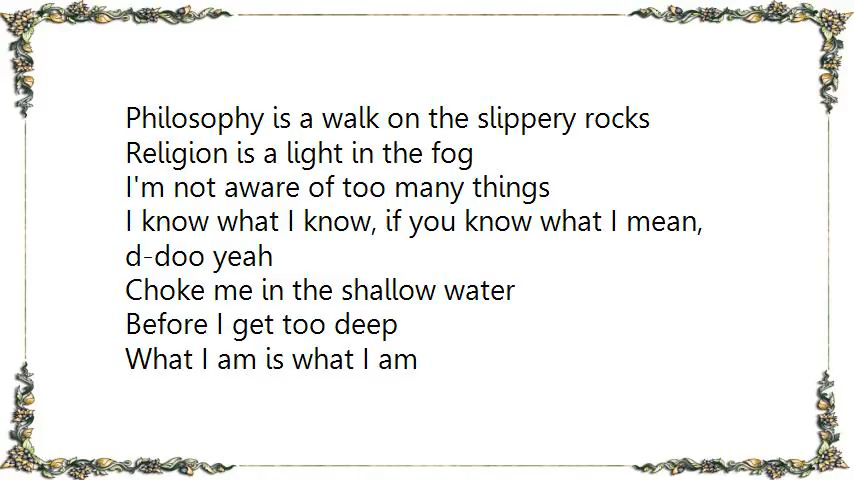 Philosophy is a walk on the slippery rocks
Religion is a light in the fog
I'm not aware of too many things
I know what I know, if you know what I mean,
d-doo yeah
Choke me in the shallow water
Before I get too deep
What I am is what I am